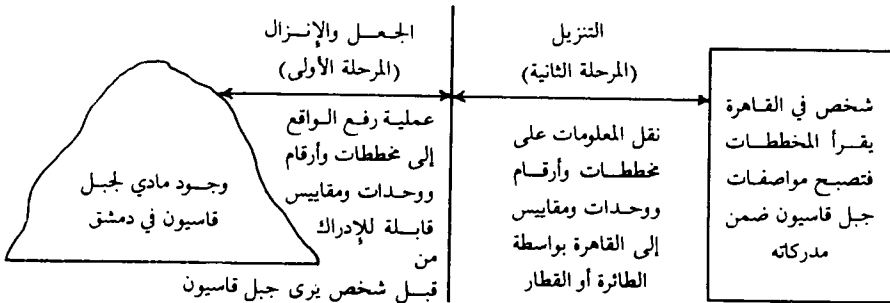 الجعل والإنزال
(المرحلة الأولى)
التنزيل
(المرحلة الثانية)
شخص في القاهرة
يقرأ المخططات
فتصبح مواصفات
جبل قاسيون ضمن
مدركاته
نقل المعلومات على
مخططات وأرقام
ووحدات ومقاييس
إلى القاهرة بواسطة
الطائرة أو القطار
عملية رفع الواقع
إلى مخططات وأرقام
ووحدات ومقاييس
قابلة للإدراك
من
قبل شخص يرى جبل قاسيون
وجود مادي لجبل
قاسيون في دمشق